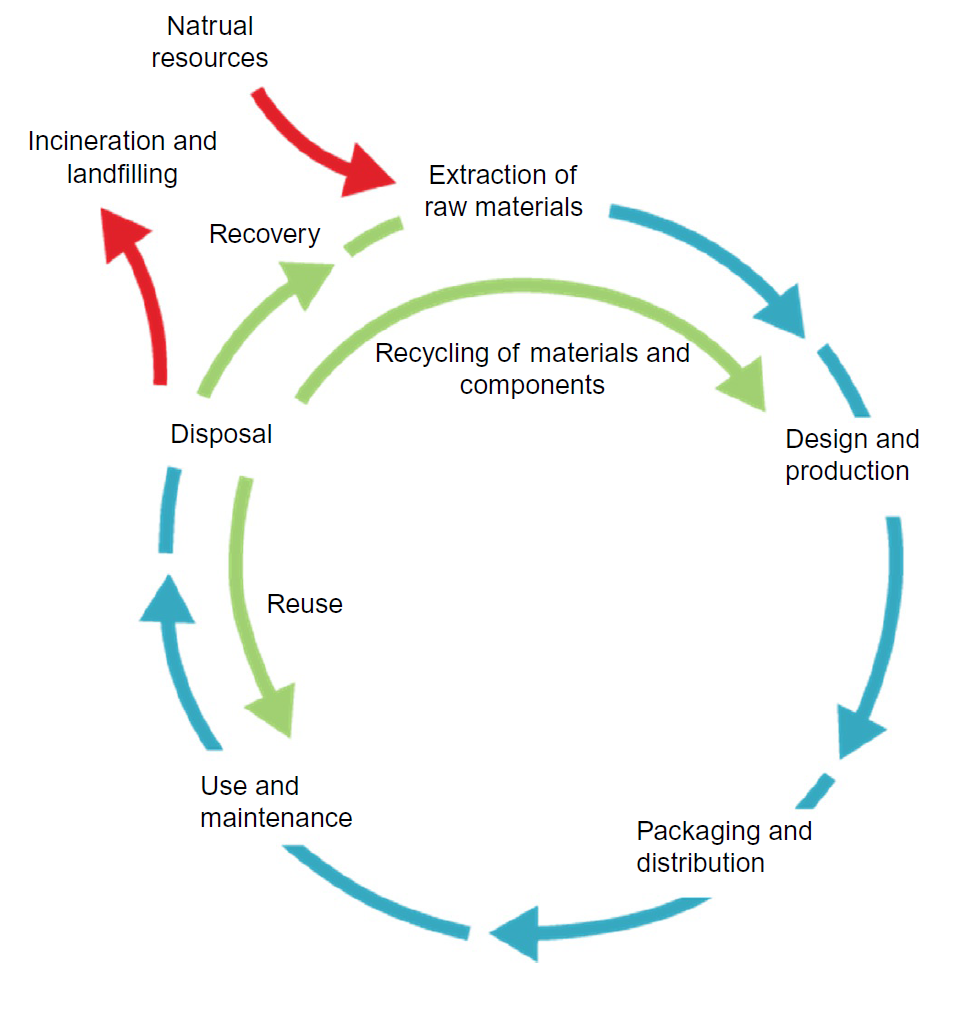 Natrual
resources
Incineration and
landfilling
Extraction of
raw materials
Recovery
Recycling of materials and
components
Disposal
Design and
production
Reuse
Use and
maintenance
Packaging and
distribution